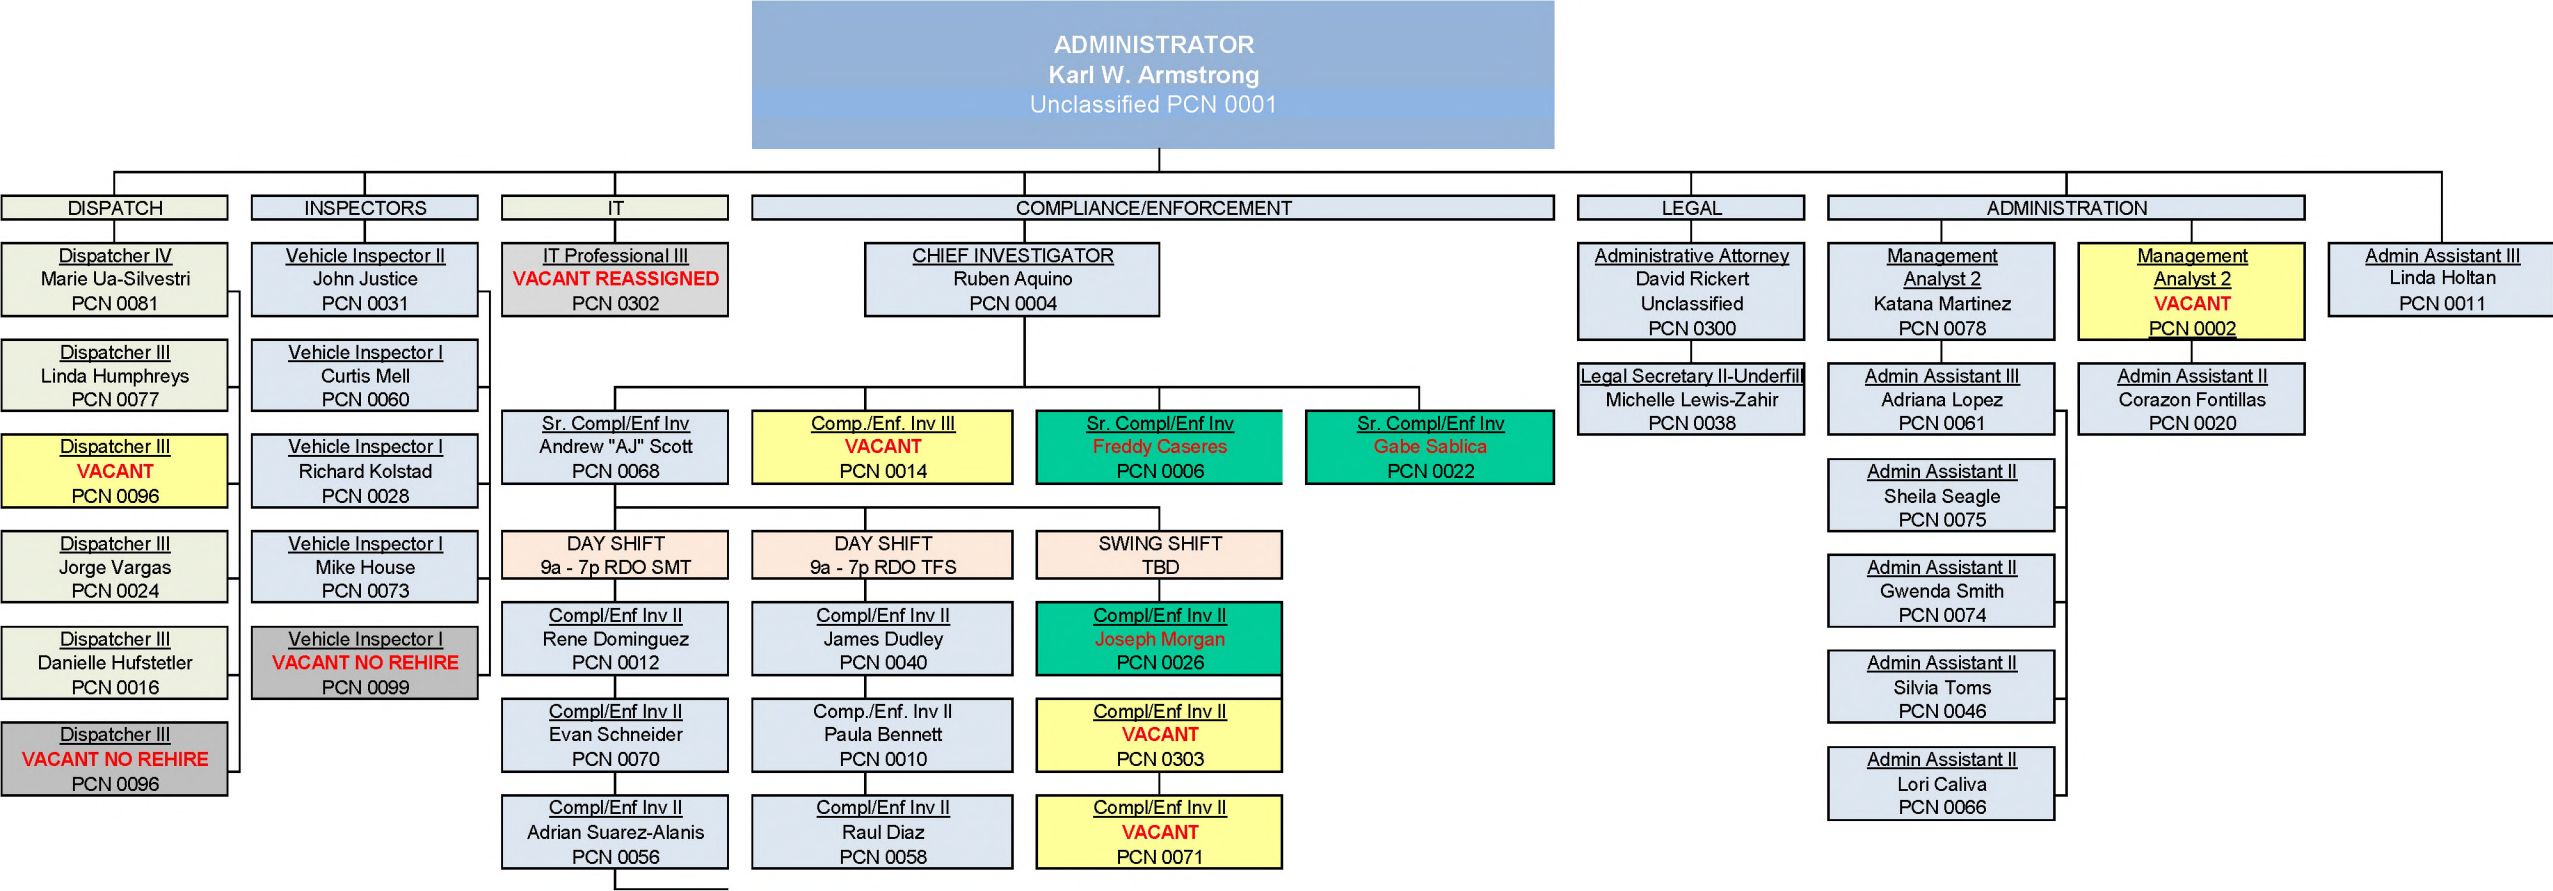 ADMINISTRATOR
Karl W. Armstrong
Unclassified PCN 0001
DISPATCH
Dispatcher IV
Marie Ua-Silvestri
PCN 0081
Dispatcher III
Linda Humphreys
PCN 0077
Dispatcher III
VACANT
PCN 0096
Dispatcher III
Jorge Vargas
PCN 0024
Dispatcher III
Danielle Hufstetler
PCN 0016
Dispatcher III
VACANT NO REHIRE
PCN 0096
INSPECTORS
Vehicle Inspector II
John Justice
PCN 0031
Vehicle Inspector I
Curtis Mell
PCN 0060
Vehicle Inspector I
Richard Kolstad
PCN 0028
Vehicle Inspector I
Mike House
PCN 0073
Vehicle Inspector I
VACANT NO REHIRE
PCN 0099
IT
IT Professional III
VACANT REASSIGNED
PCN 0302
COMPLIANCE/ENFORCEMENT
CHIEF INVESTIGATOR
Ruben Aquino
PCN 0004
Sr. Compl/Enf Inv
Andrew "AJ" Scott
PCN 0068
Comp./Enf. Inv III
VACANT
PCN 0014
Sr. Compl/Enf Inv
Freddy Caseres
PCN 0006
Sr. Compl/Enf Inv
Gabe Sablica
PCN 0022
DAY SHIFT
9a - 7p RDO SMT
Compl/Enf Inv II
Rene Dominguez
PCN 0012
Compl/Enf Inv II
Evan Schneider
PCN 0070
Compl/Enf Inv II
Adrian Suarez-Alanis
PCN 0056
DAY SHIFT
9a - 7p RDO TFS
Compl/Enf Inv II
James Dudley
PCN 0040
Comp./Enf. Inv II
Paula Bennett
PCN 0010
Compl/Enf Inv II
Raul Diaz
PCN 0058
SWING SHIFT
TBD
Compl/Enf Inv II
Joseph Morgan
PCN 0026
Compl/Enf Inv II
VACANT
PCN 0303
Compl/Enf Inv II
VACANT
PCN 0071
LEGAL
Administrative Attorney
David Rickert
Unclassified
PCN 0300
Legal Secretary II-Underfill
Michelle Lewis-Zahir
PCN 0038
ADMINISTRATION
Management
Analyst 2
Katana Martinez
PCN 0078
Admin Assistant III
Adriana Lopez
PCN 0061
Admin Assistant II
Sheila Seagle
PCN 0075
Admin Assistant II
Gwenda Smith
PCN 0074
Admin Assistant II
Silvia Toms
PCN 0046
Admin Assistant II
Lori Caliva
PCN 0066
Management
Analyst 2
VACANT
PCN 0002
Admin Assistant II
Corazon Fontillas
PCN 0020
Admin Assistant III
Linda Holtan
PCN 0011